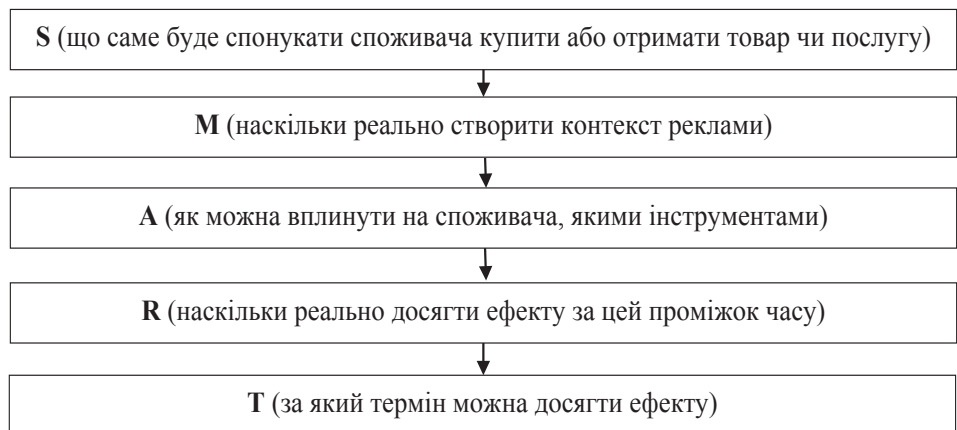 S (що саме буде спонукати споживача купити або отримати товар чи послугу)
M (наскільки реально створити контекст реклами)
A (як можна вплинути на споживача, якими інструментами)
R (наскільки реально досягти ефекту за цей проміжок часу)
T (за який термін можна досягти ефекту)